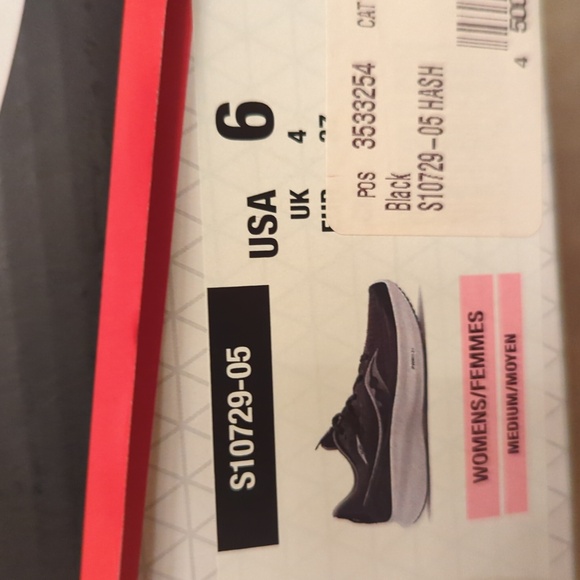 USA 6
UK 4
S10729-05
WOMENS/FEMMES
MEDIUM/MOYEN
POS 3533254 CAT
Black
S10729-05 HASH